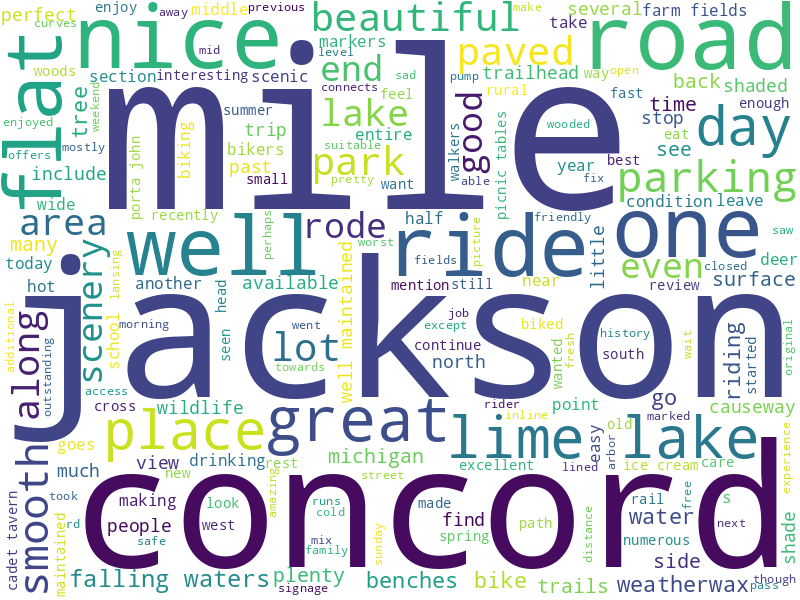 perfect
enjoy
away
middle
previous
beautiful
make
several
farm fields
curves
nice
mid
level
markers
take
road
woods
section
interesting
scenic
end
sad
pump
paved
trailhead
way
open
back
shaded
flat
tree
weekend
mile
connects
feel
rural
fast
time
enough
enjoyed
summer
lake
good
stop
day
offers
mostly
biking
trip
entire
walkers
picnic tables
wooded
eat
bikers
suitable
see
include
porta john
past
park
year
best
parking
small
want
able
pretty
fix
wide
recently
condition
leave
area
rode
half
friendly
one
saw
many
well
perhaps
worst
ride
picture
little
deer
today
scenery
lansing
another
head
fields
near
even
closed
hot
school
available
well maintained
mention
still
review
surface
additional
jackson
along
outstanding
morning
seen
went
lot
job
except
biked
history
riding
started
original
towards
continue
wanted
fresh
south
wait
access
north
cross
wildlife
rider
point
go
marked
causeway
place
great
inline
lime lake
old
goes
smooth
much
view
drinking
rest
michigan
excellent
lined
easy
arbor
ice cream
care
experience
new
amazing
street
took
making
look
runs
cold
made
rail
s
free
water
shade
cadet tavern
maintained
rd
people
west
concord
find
path
distance
next
safe
mix
family
sunday
spring
numerous
side
falling waters
plenty
signage
benches
bike
trails
weatherwax
though
pass